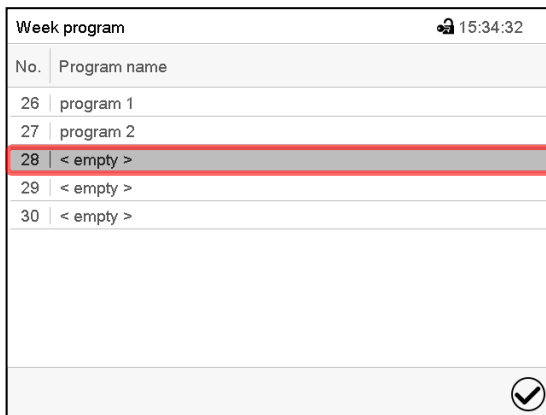 Week program 15:34:32
No. Program name
26 program 1
27 program 2
28 < empty >
29 < empty >
30 < empty >